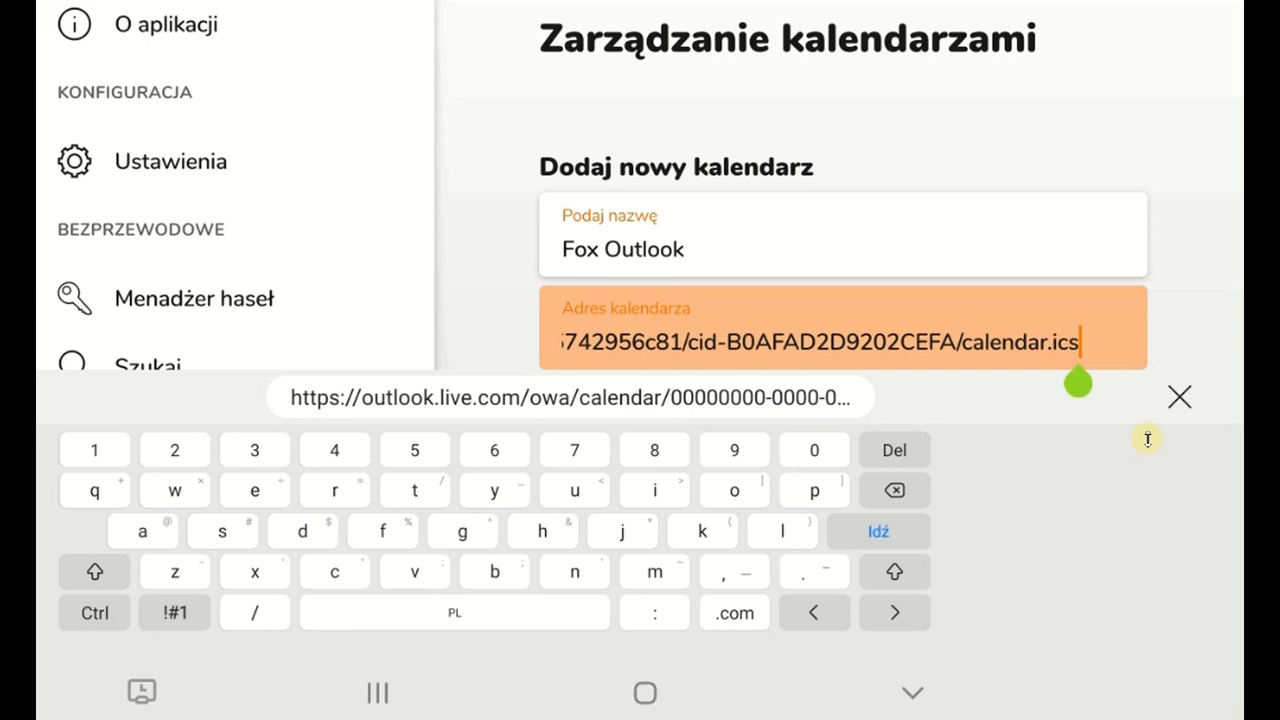 O aplikacji
KONFIGURACJA
Ustawienia
BEZPRZEWODOWE
Menadżer haseł
Szukaj
Zarządzanie kalendarzami
Dodaj nowy kalendarz
Podaj nazwę
Fox Outlook
Adres kalendarza
5742956c81/cid-B0AFAD2D9202CEFA/calendar.ics
https://outlook.live.com/owa/calendar/00000000-0000-0...
1 2 3 4 5 6 7 8 9 0 Del
q w e r t y u i o p
a s d f g h j k l Idź
z x c v b n m , .
Ctrl !#1 / PL : .com < >